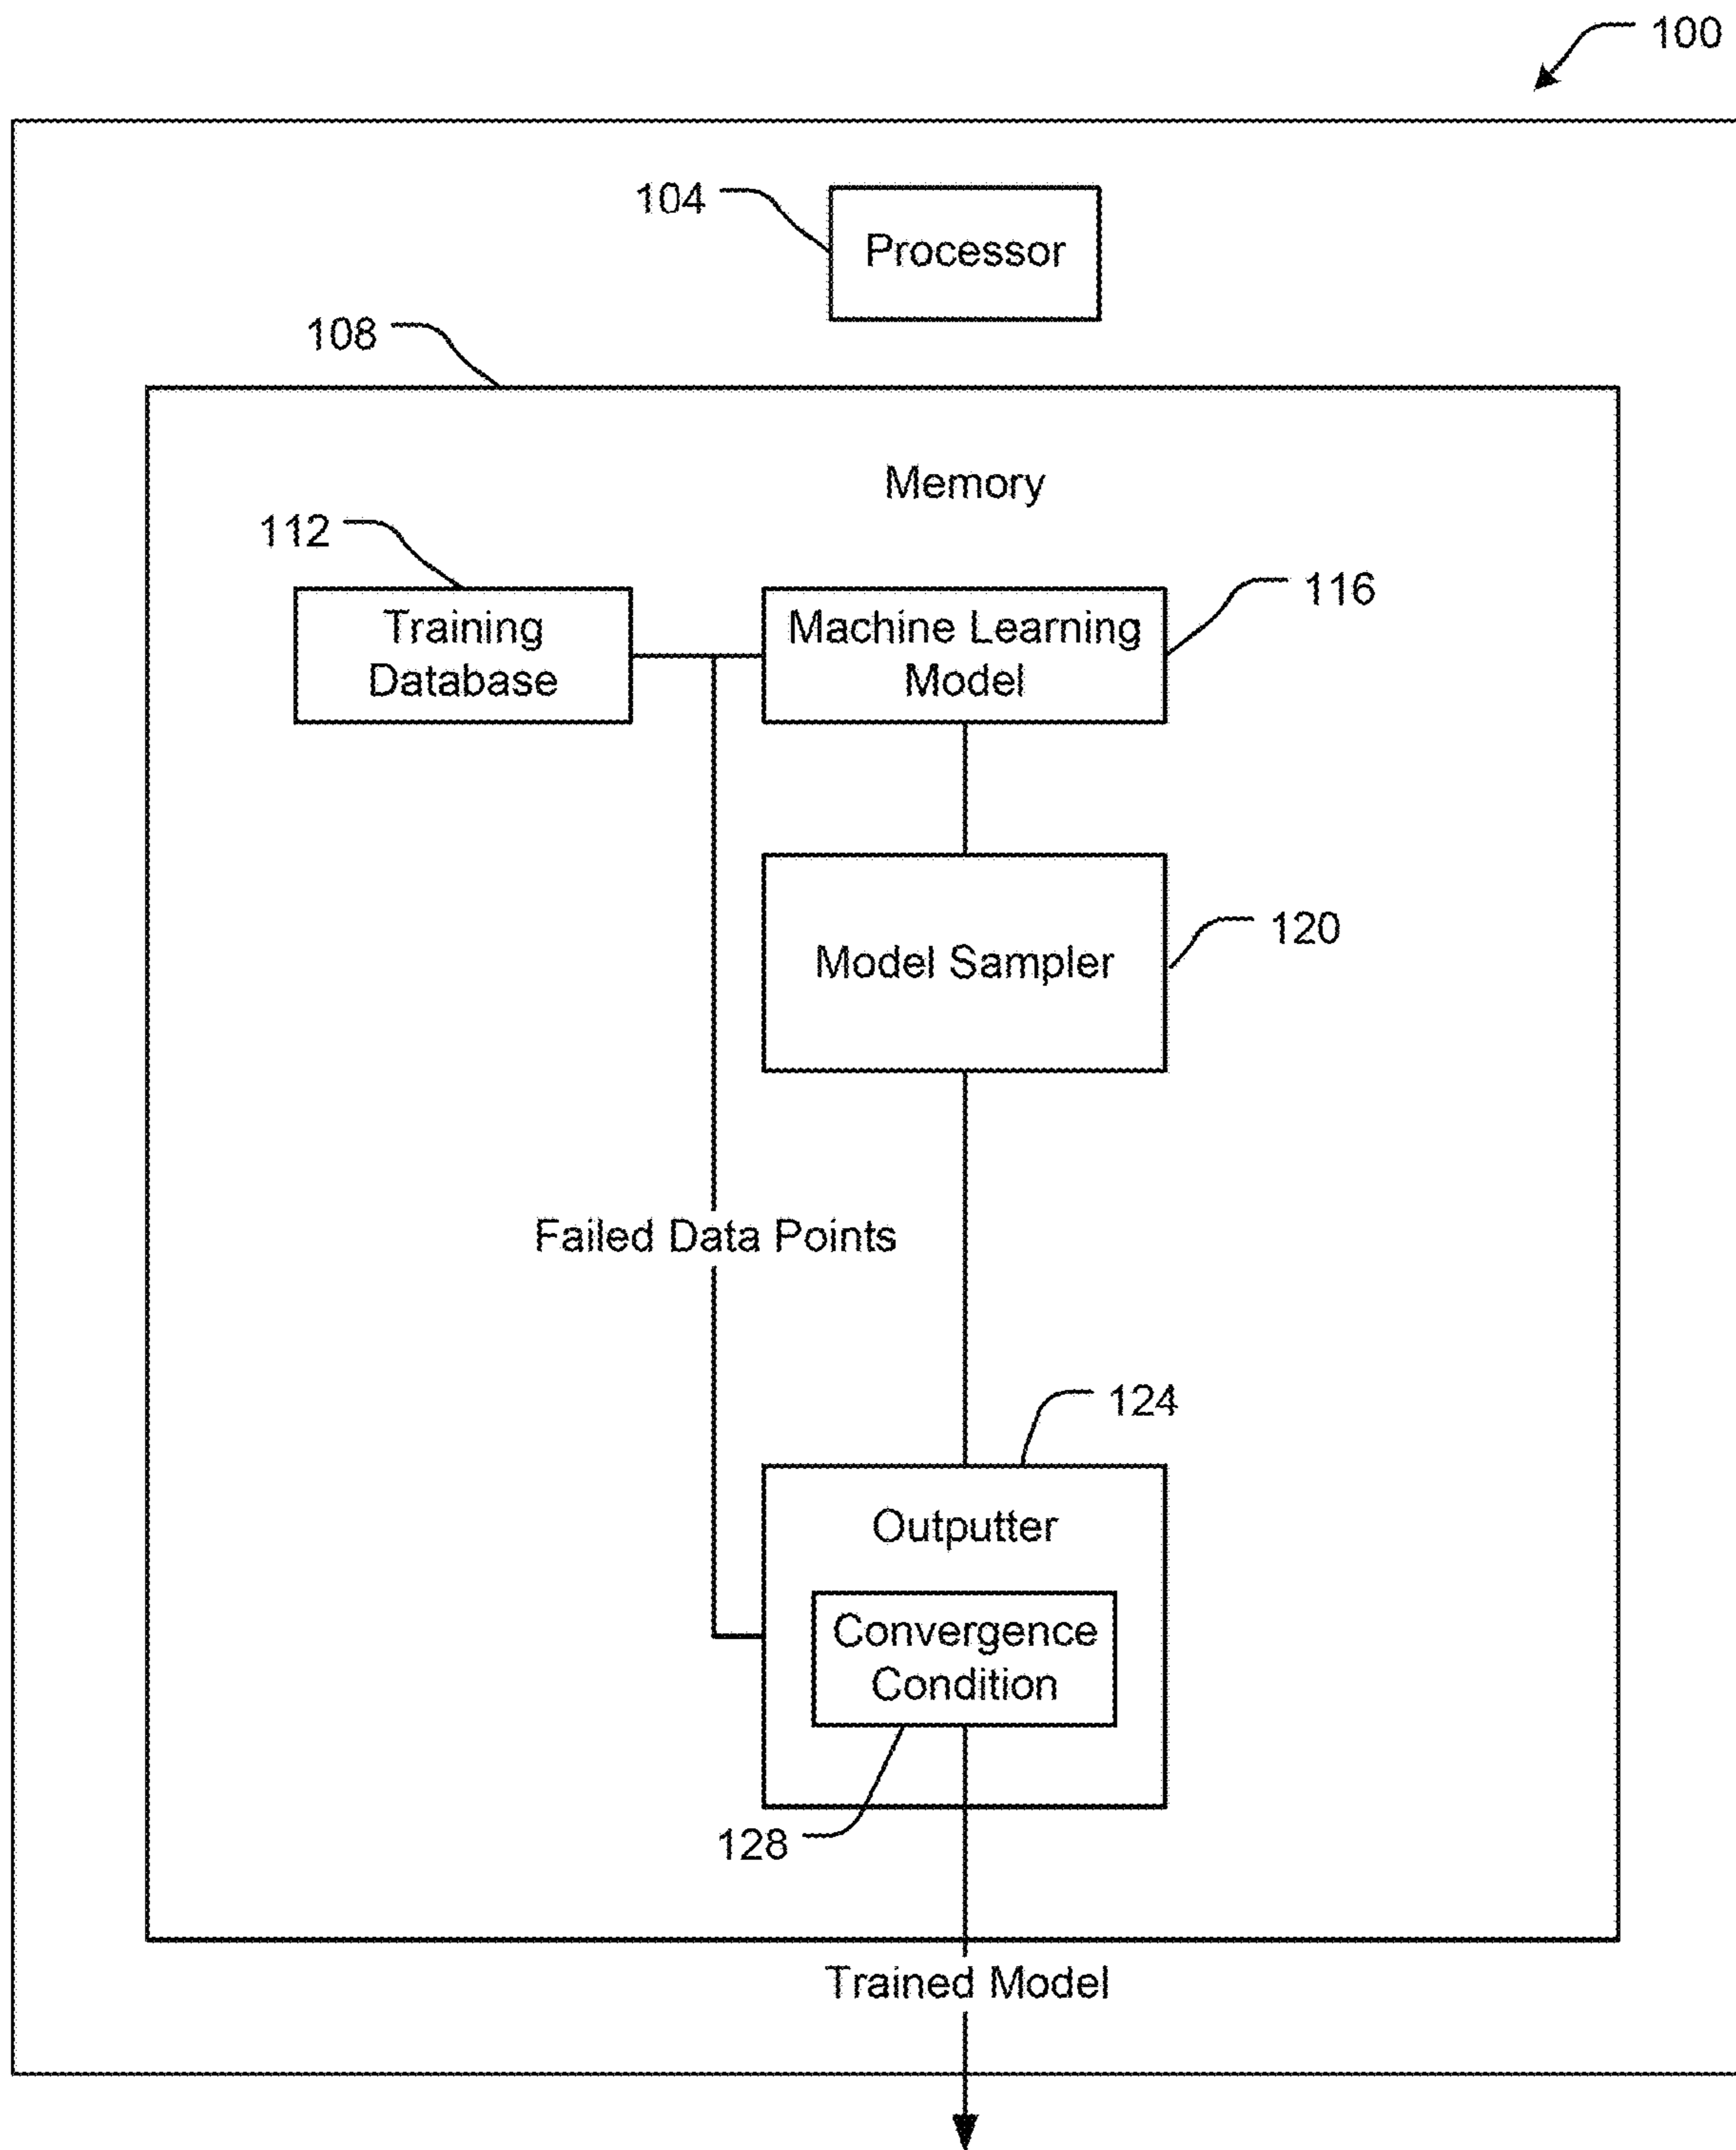 100
104
Processor
108
Memory
112
Training
Database
Machine Learning
Model
116
Model Sampler
120
Failed Data Points
124
Outputter
Convergence
Condition
128
Trained Model